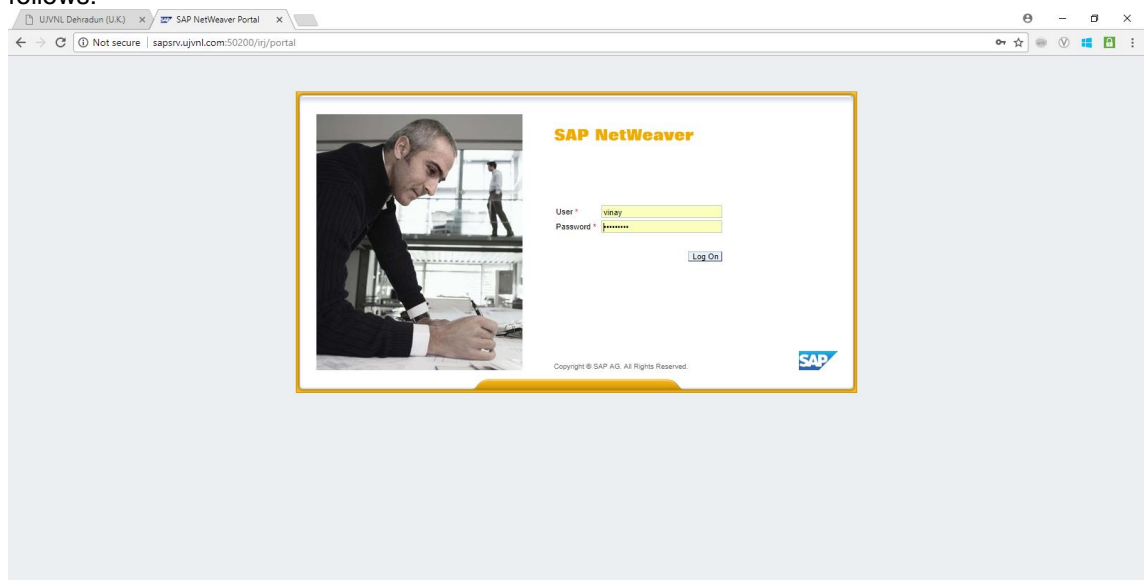 follows.
UJVNL Dehradun (U.K.) SAP NetWeaver Portal
Not secure sapsrv.ujvnl.com:50200/irj/portal
SAP NetWeaver
User * vinay
Password * •••••••••
Log On
Copyright © SAP AG. All Rights Reserved. SAP